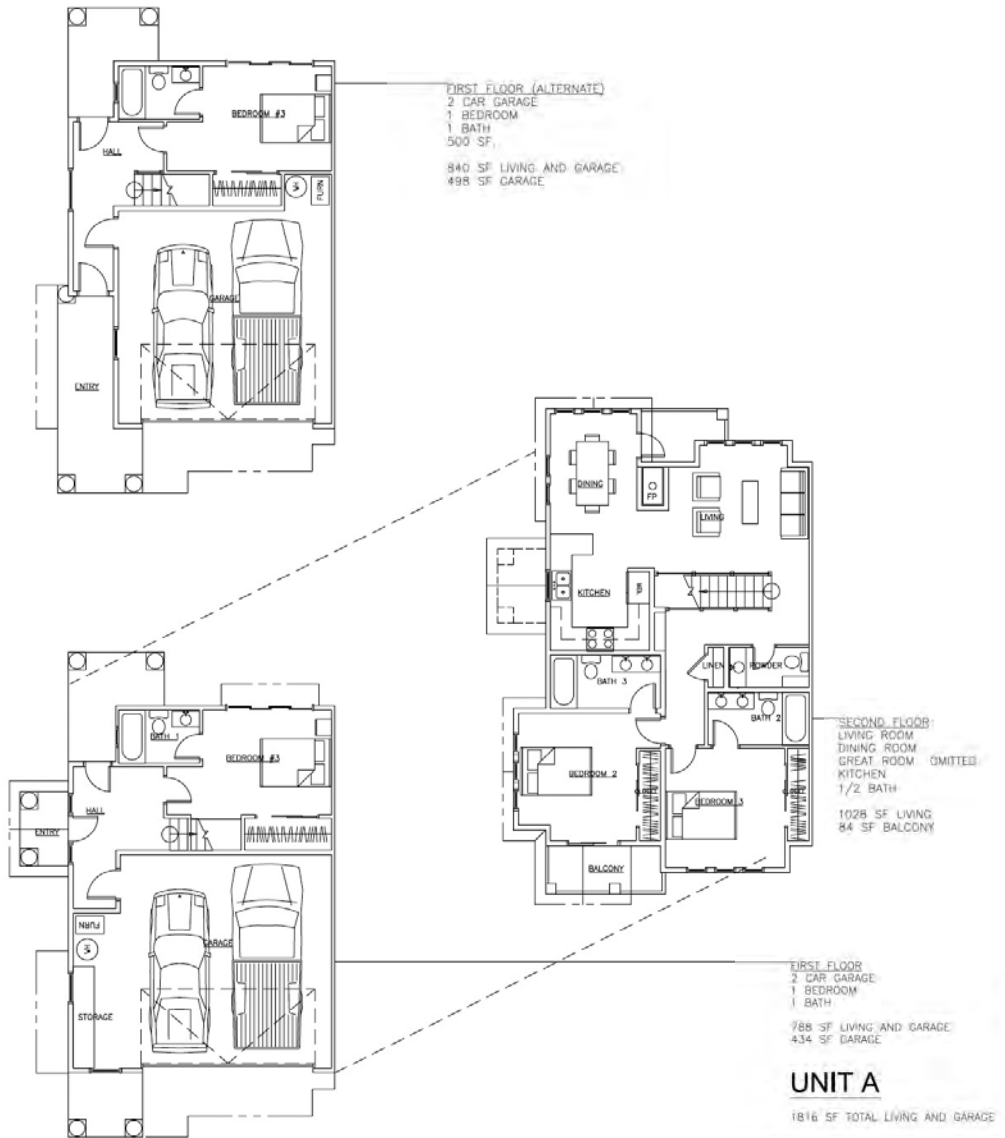 FIRST FLOOR (ALTERNATE)
2 CAR GARAGE
1 BEDROOM
1 BATH
500 SF.
840 SF LIVING AND GARAGE
498 SF GARAGE
BEDROOM #3
HALL
FURN
GARAGE
ENTRY
DINING
FP
LIVING
KITCHEN
LINEN
POWDER
BATH 3
BATH 2
BEDROOM 2
BEDROOM 3
BALCONY
SECOND FLOOR
LIVING ROOM
DINING ROOM
GREAT ROOM OMITTED
KITCHEN
1/2 BATH
1028 SF LIVING
84 SF BALCONY
BATH 1
BEDROOM #3
HALL
ENTRY
FURN
GARAGE
STORAGE
FIRST FLOOR
2 CAR GARAGE
1 BEDROOM
1 BATH
788 SF LIVING AND GARAGE
434 SF GARAGE
UNIT A
1816 SF TOTAL LIVING AND GARAGE